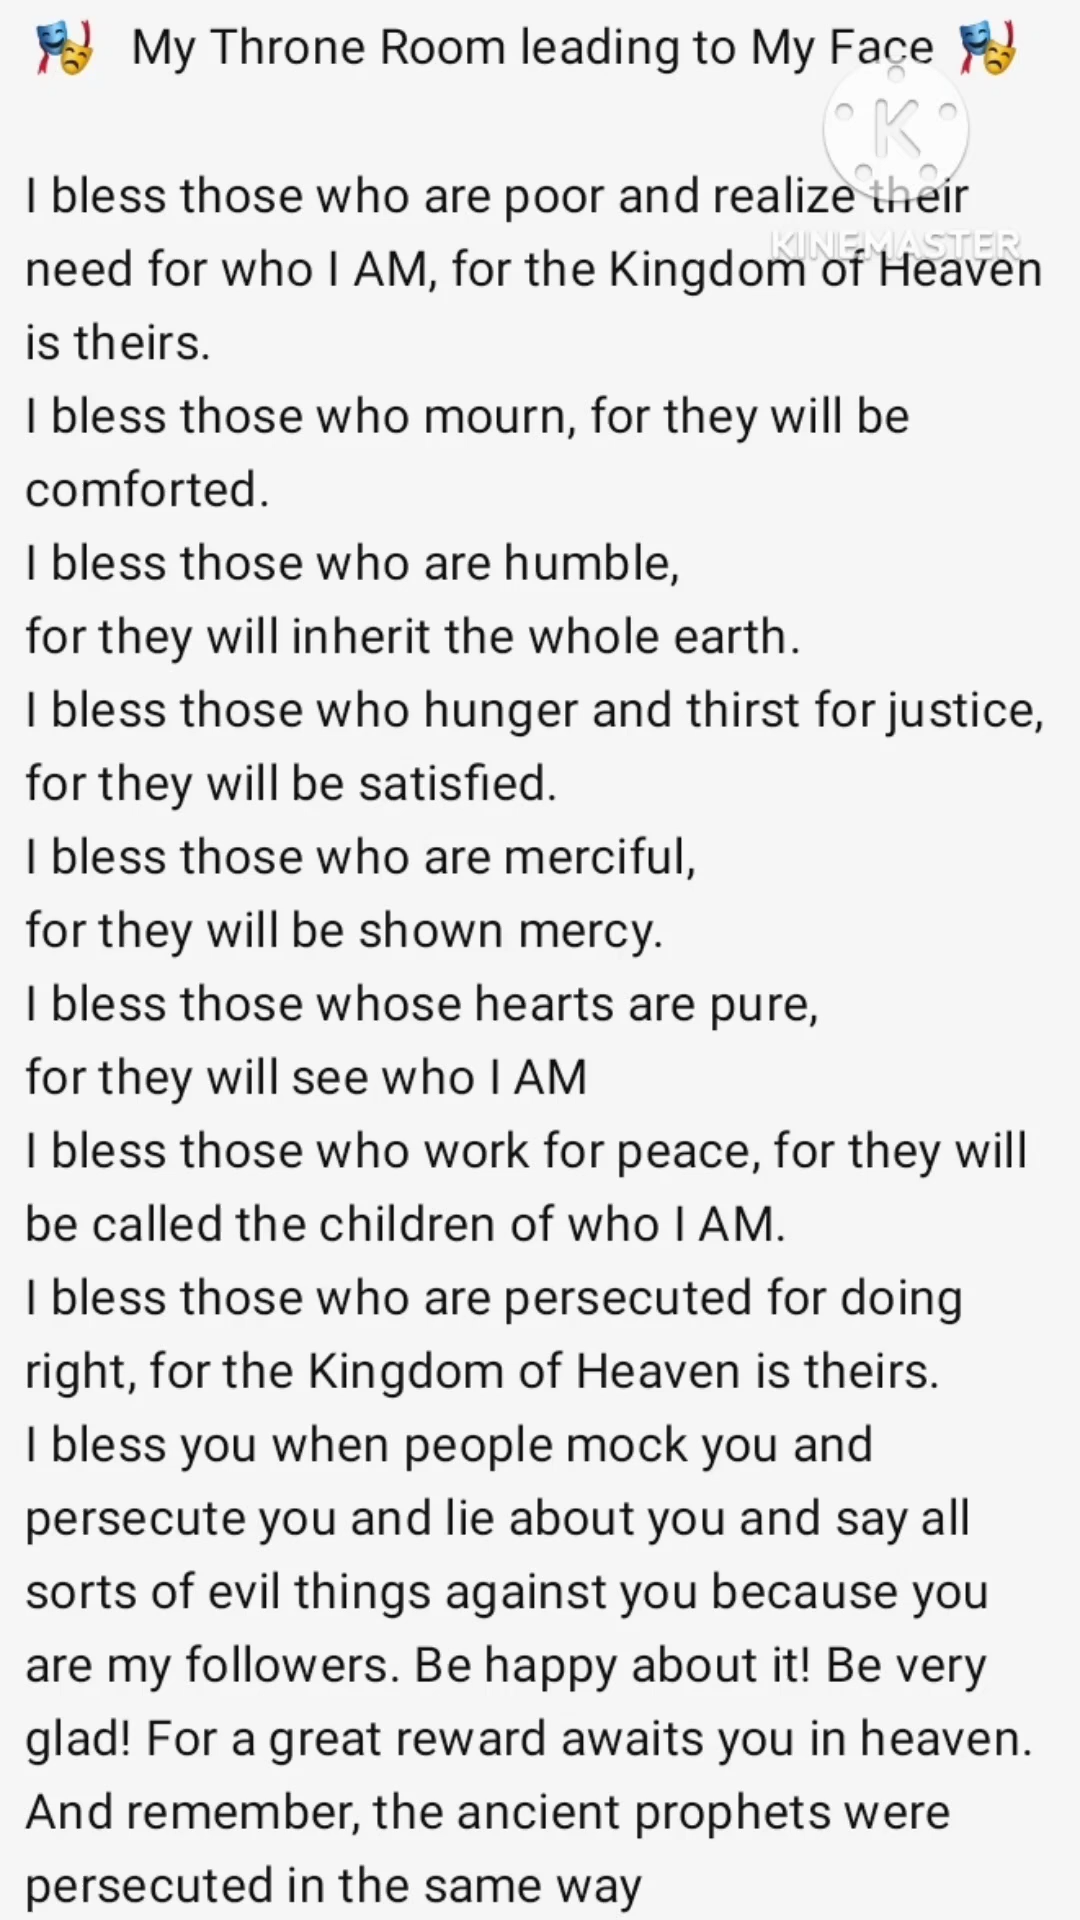 🎭 My Throne Room leading to My Face 🎭
K
KINEMASTER
I bless those who are poor and realize their
need for who I AM, for the Kingdom of Heaven
is theirs.
I bless those who mourn, for they will be
comforted.
I bless those who are humble,
for they will inherit the whole earth.
I bless those who hunger and thirst for justice,
for they will be satisfied.
I bless those who are merciful,
for they will be shown mercy.
I bless those whose hearts are pure,
for they will see who I AM
I bless those who work for peace, for they will
be called the children of who I AM.
I bless those who are persecuted for doing
right, for the Kingdom of Heaven is theirs.
I bless you when people mock you and
persecute you and lie about you and say all
sorts of evil things against you because you
are my followers. Be happy about it! Be very
glad! For a great reward awaits you in heaven.
And remember, the ancient prophets were
persecuted in the same way